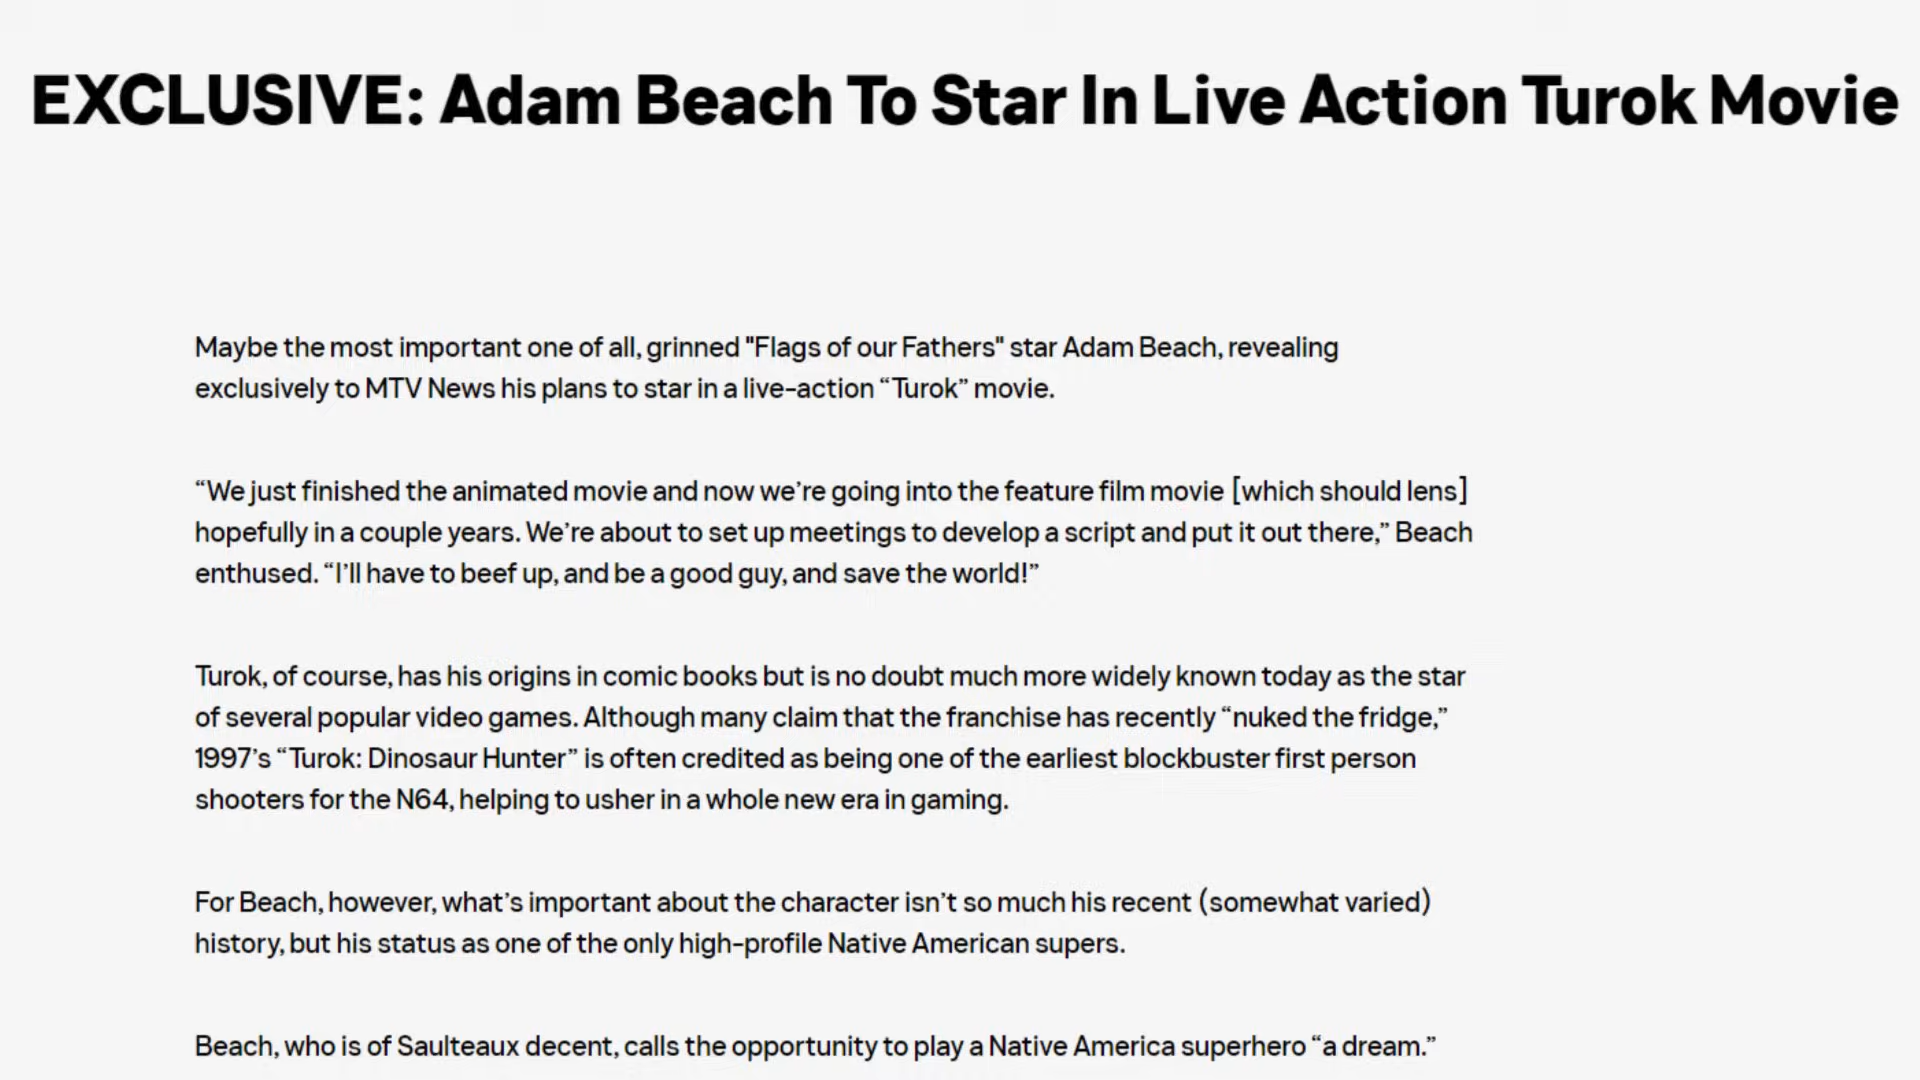 EXCLUSIVE: Adam Beach To Star In Live Action Turok Movie
Maybe the most important one of all, grinned "Flags of our Fathers" star Adam Beach, revealing
exclusively to MTV News his plans to star in a live-action “Turok” movie.
“We just finished the animated movie and now we’re going into the feature film movie [which should lens]
hopefully in a couple years. We’re about to set up meetings to develop a script and put it out there,” Beach
enthused. “I’ll have to beef up, and be a good guy, and save the world!”
Turok, of course, has his origins in comic books but is no doubt much more widely known today as the star
of several popular video games. Although many claim that the franchise has recently “nuked the fridge,”
1997’s “Turok: Dinosaur Hunter” is often credited as being one of the earliest blockbuster first person
shooters for the N64, helping to usher in a whole new era in gaming.
For Beach, however, what’s important about the character isn’t so much his recent (somewhat varied)
history, but his status as one of the only high-profile Native American supers.
Beach, who is of Saulteaux decent, calls the opportunity to play a Native America superhero “a dream.”